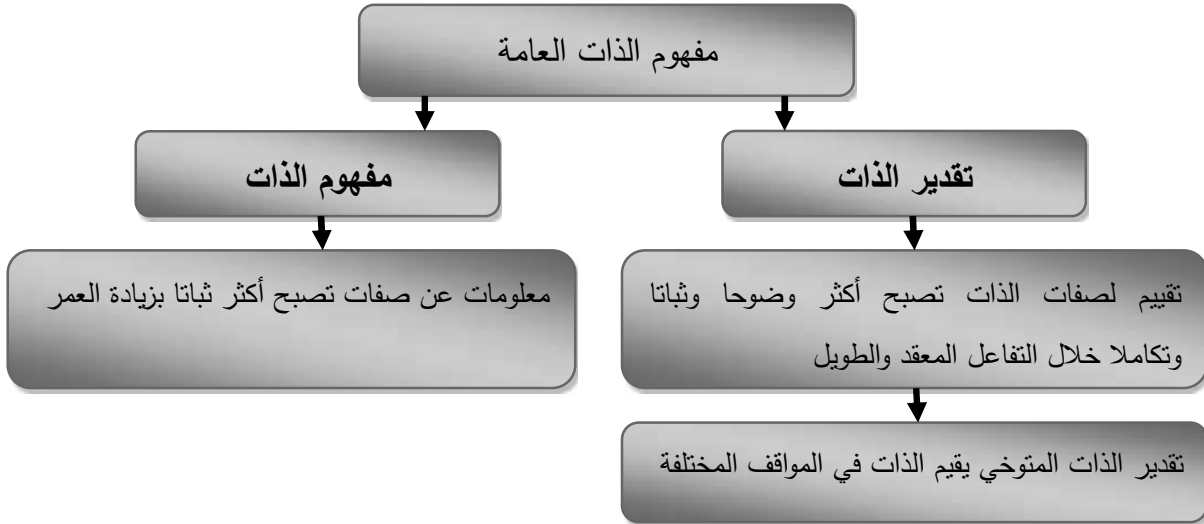 مفهوم الذات العامة
تقدير الذات
مفهوم الذات
تقييم لصفات الذات تصبح أكثر وضوحا وثباتا
وتكاملا خلال التفاعل المعقد والطويل
معلومات عن صفات تصبح أكثر ثباتا بزيادة العمر
تقدير الذات المتوخي يقيم الذات في المواقف المختلفة